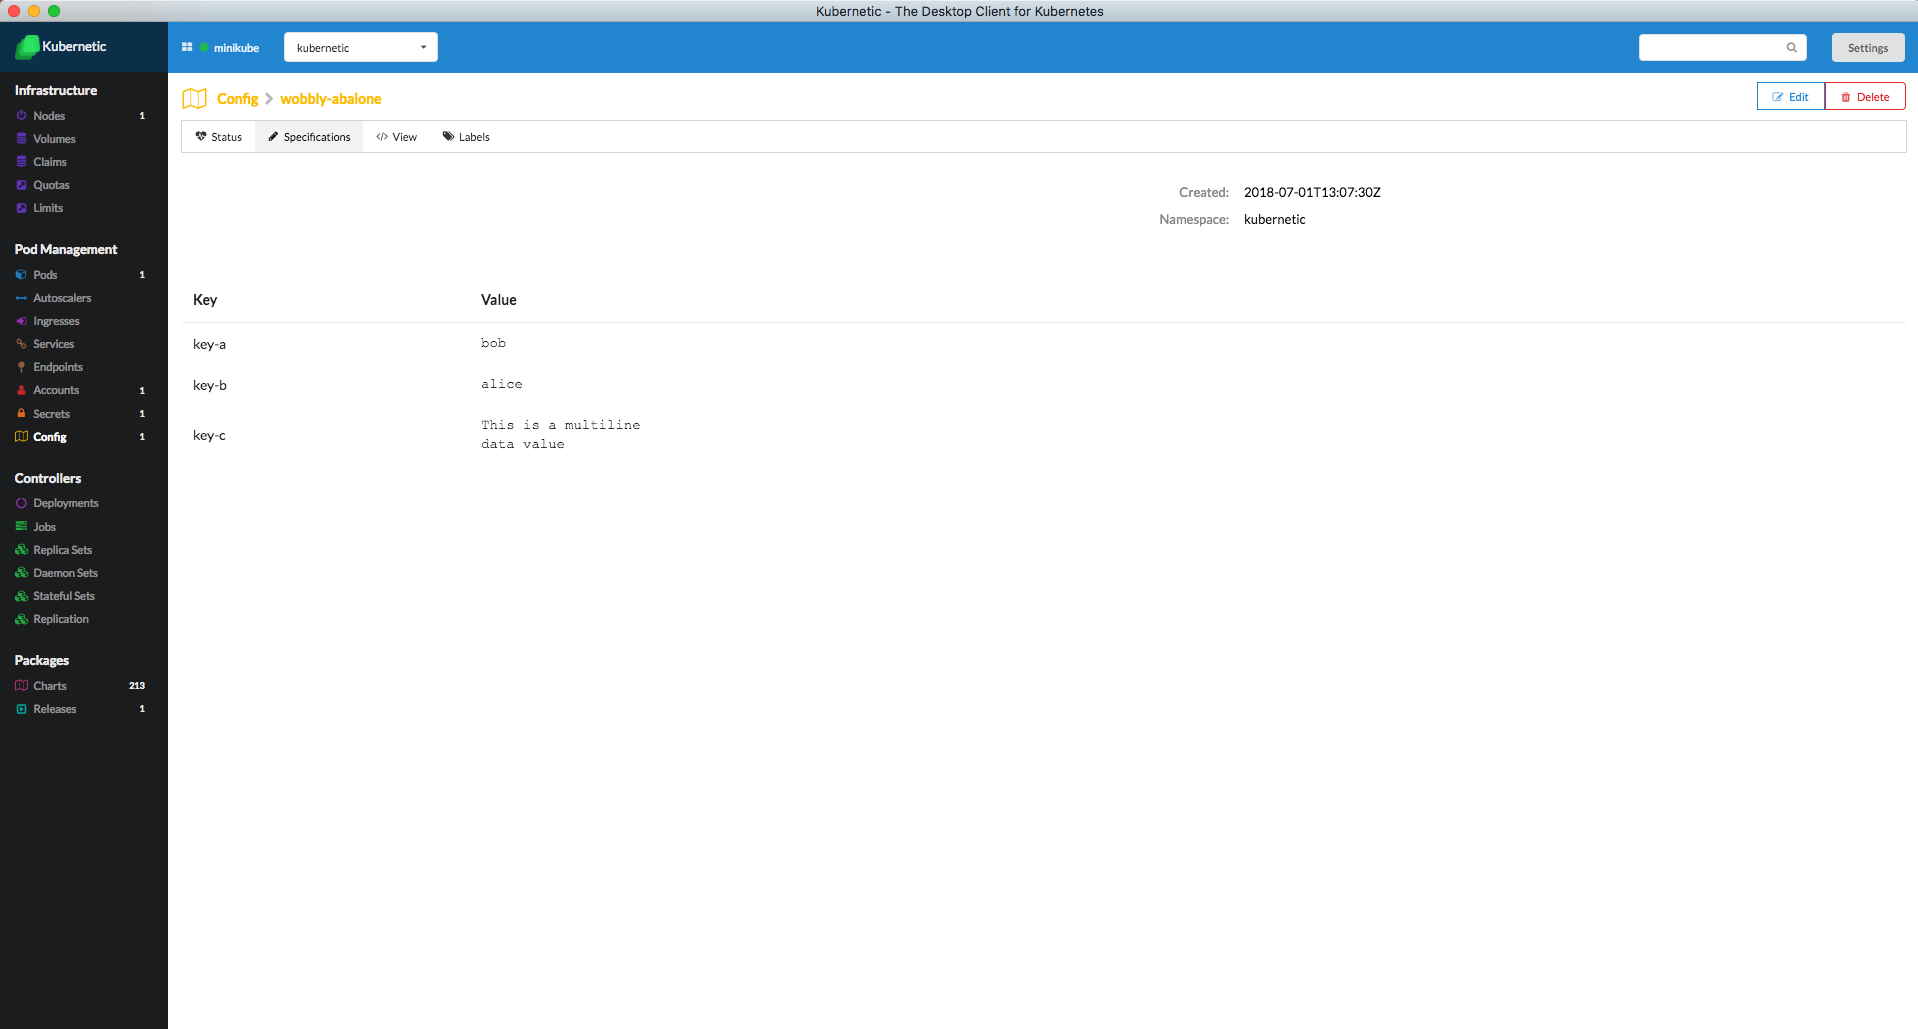 Kubernetic - The Desktop Client for Kubernetes
Kubernetic
minikube
kubernetic
Settings
Infrastructure
Nodes 1
Volumes
Claims
Quotas
Limits
Pod Management
Pods 1
Autoscalers
Ingresses
Services
Endpoints
Accounts 1
Secrets 1
Config 1
Controllers
Deployments
Jobs
Replica Sets
Daemon Sets
Stateful Sets
Replication
Packages
Charts 213
Releases 1
Config wobbly-abalone
Edit Delete
Status Specifications View Labels
Created: 2018-07-01T13:07:30Z
Namespace: kubernetic
Key Value
key-a bob
key-b alice
key-c This is a multiline
data value